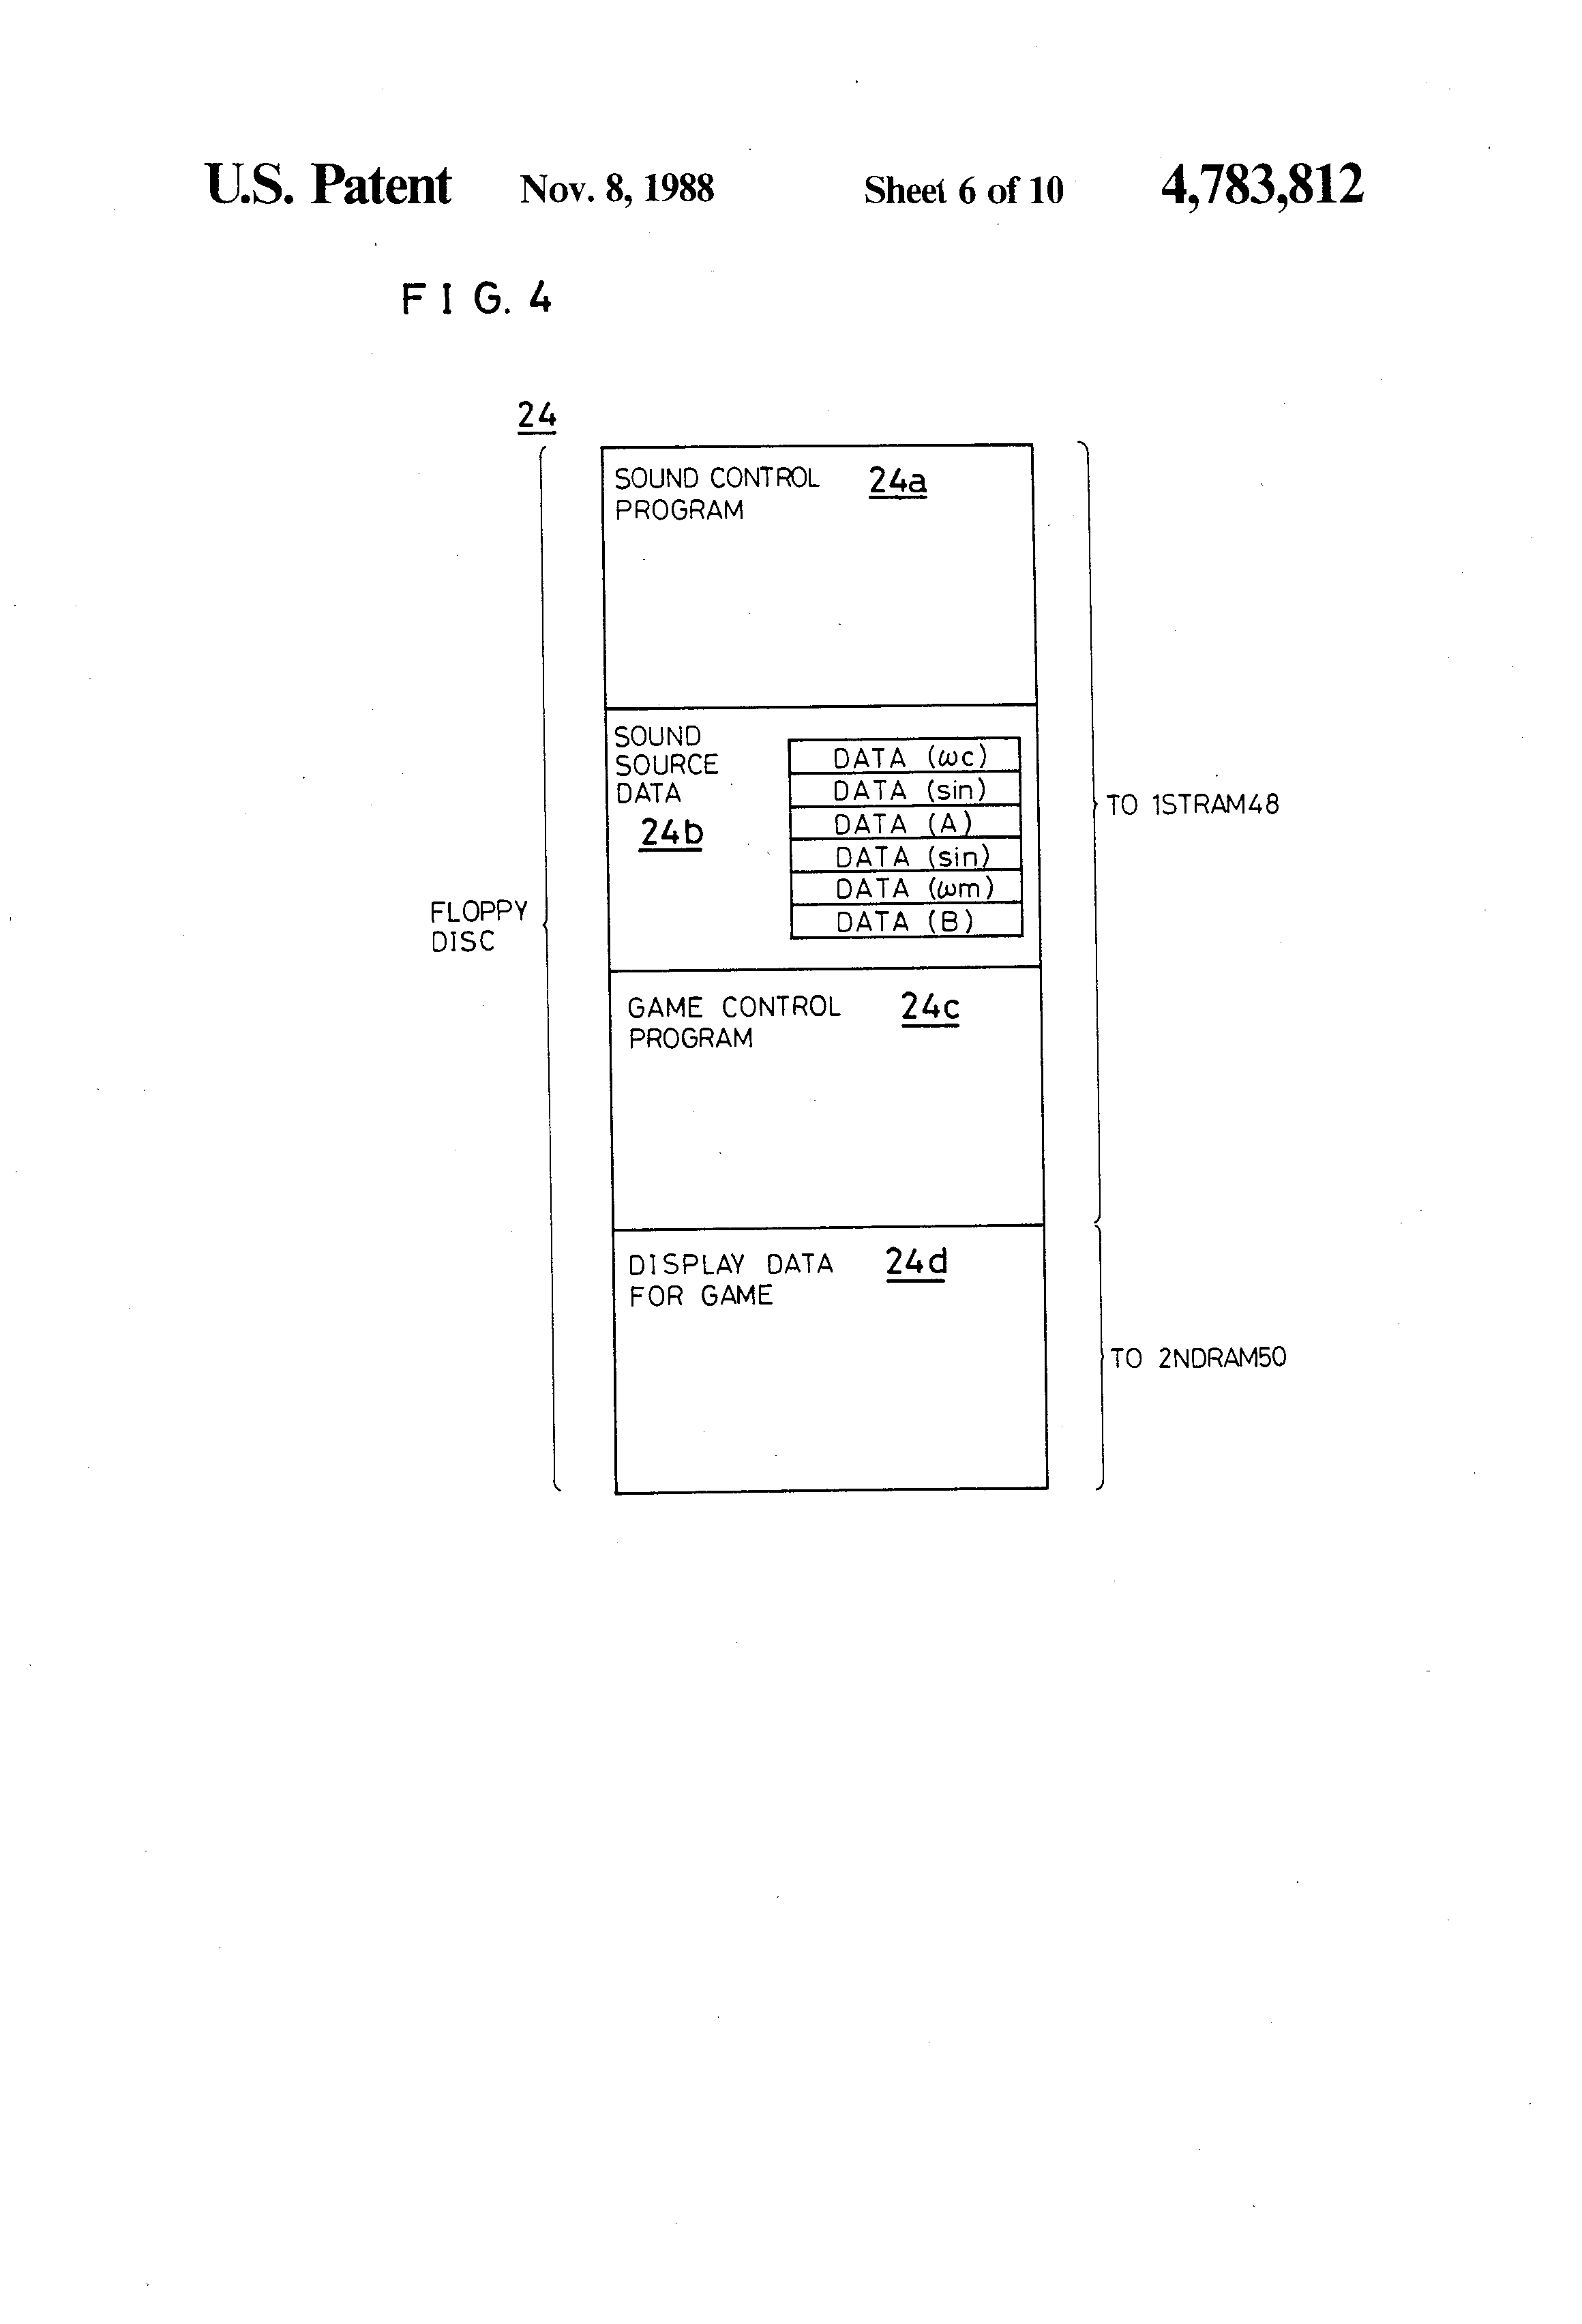 U.S. Patent Nov. 8, 1988 Sheet 6 of 10 4,783,812
FIG. 4
24
SOUND CONTROL 24a
PROGRAM
SOUND
SOURCE
DATA
24b
DATA (ωc)
DATA (sin)
DATA (A)
DATA (sin)
DATA (ωm)
DATA (B)
TO 1STRAM48
FLOPPY
DISC
GAME CONTROL 24c
PROGRAM
DISPLAY DATA 24d
FOR GAME
TO 2NDRAM50